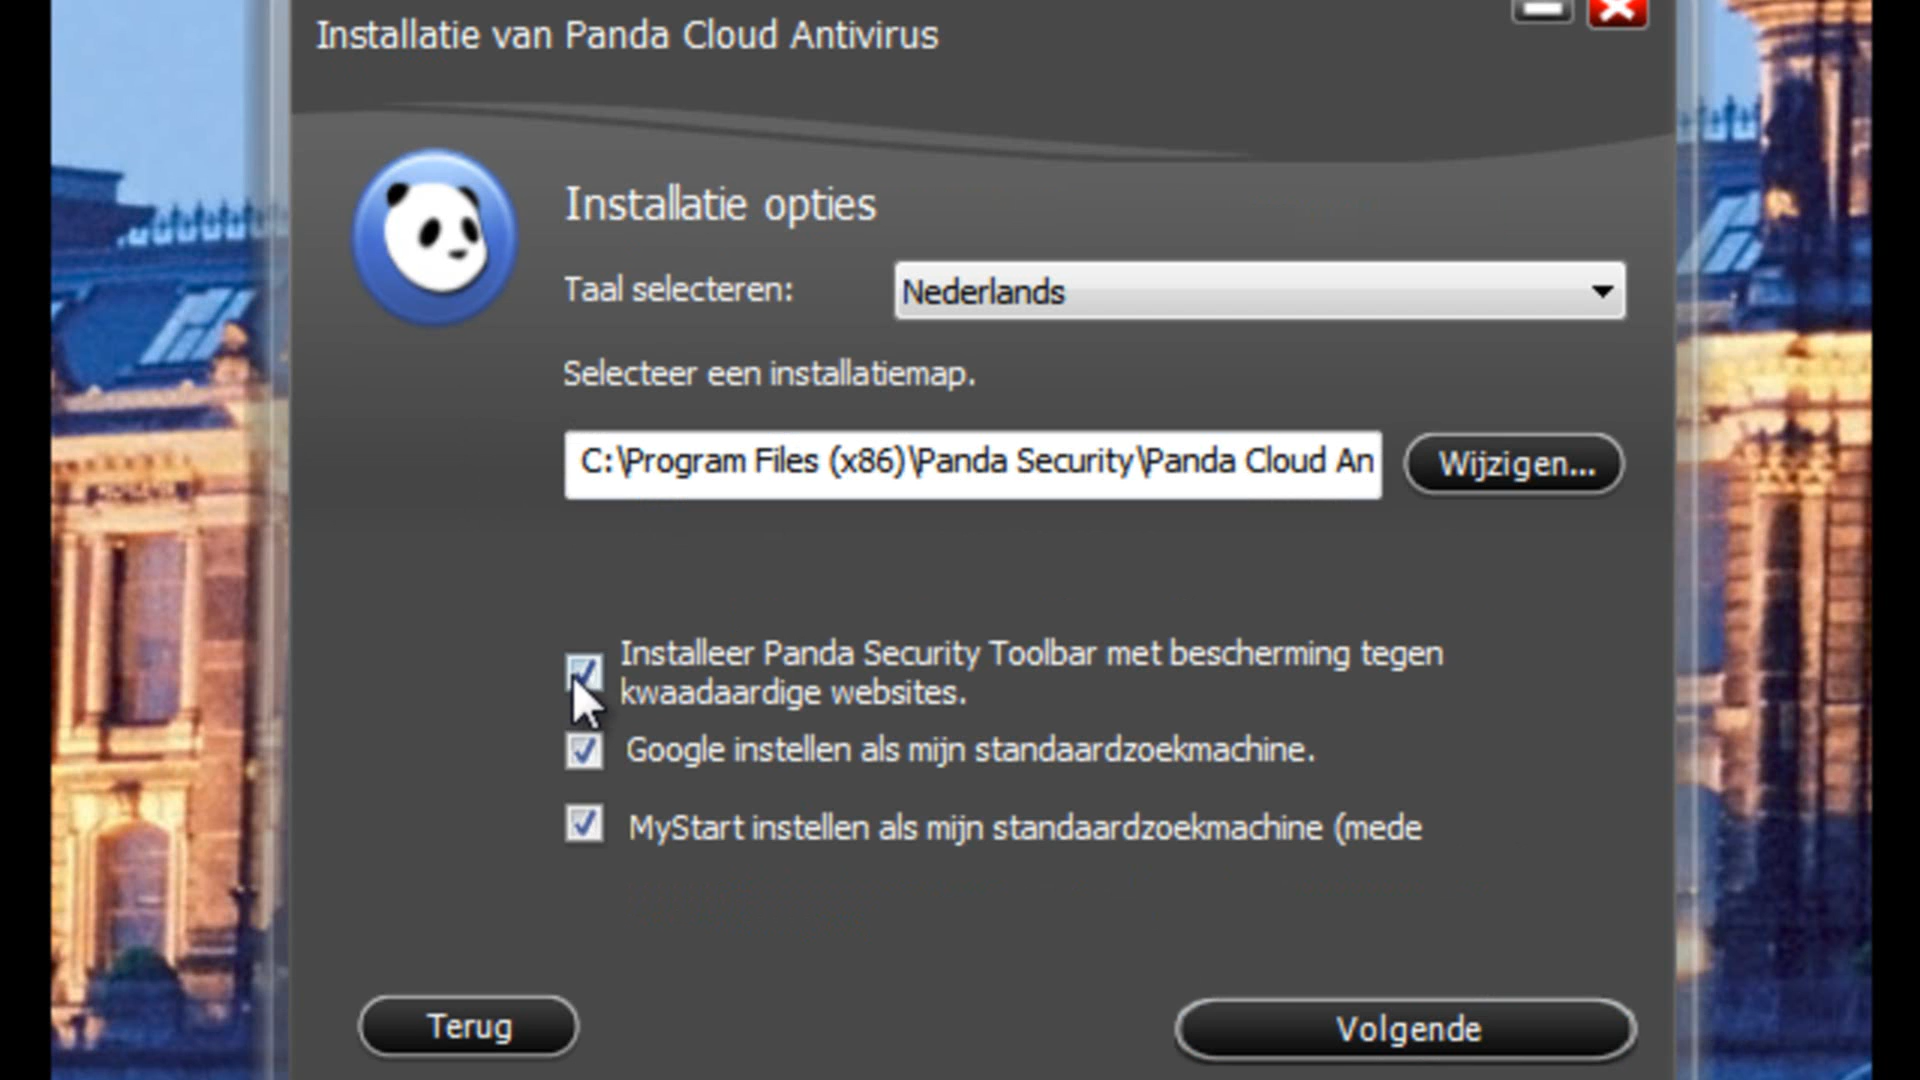 Installatie van Panda Cloud Antivirus
Installatie opties
Taal selecteren:
Nederlands
Selecteer een installatiemap.
C:\Program Files (x86)\Panda Security\Panda Cloud An
Wijzigen...
Installeer Panda Security Toolbar met bescherming tegen
kwaadaardige websites.
Google instellen als mijn standaardzoekmachine.
MyStart instellen als mijn standaardzoekmachine (mede
Terug
Volgende